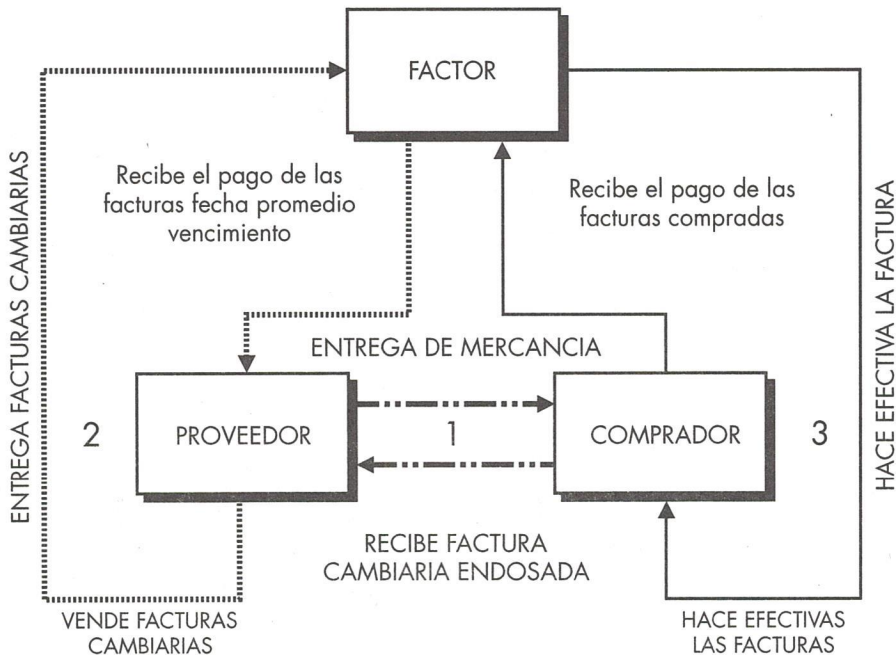 FACTOR
Recibe el pago de las
facturas fecha promedio
vencimiento
Recibe el pago de las
facturas compradas
ENTREGA FACTURAS CAMBIARIAS
HACE EFECTIVA LA FACTURA
ENTREGA DE MERCANCIA
2
PROVEEDOR
1
COMPRADOR
3
RECIBE FACTURA
CAMBIARIA ENDOSADA
VENDE FACTURAS
CAMBIARIAS
HACE EFECTIVAS
LAS FACTURAS